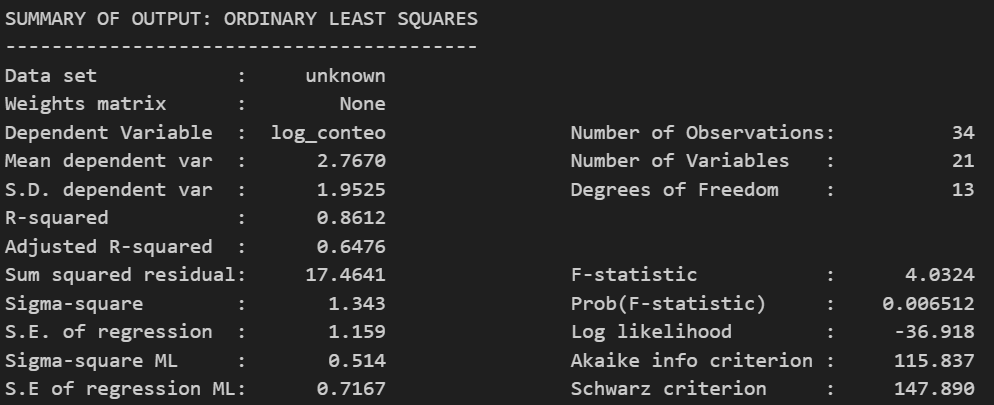 SUMMARY OF OUTPUT: ORDINARY LEAST SQUARES
-----------------------------------------
Data set            :     unknown
Weights matrix      :        None
Dependent Variable  :  log_conteo                Number of Observations:          34
Mean dependent var  :      2.7670                Number of Variables   :          21
S.D. dependent var  :      1.9525                Degrees of Freedom    :          13
R-squared           :      0.8612
Adjusted R-squared  :      0.6476
Sum squared residual:     17.4641                F-statistic           :      4.0324
Sigma-square        :       1.343                Prob(F-statistic)     :    0.006512
S.E. of regression  :       1.159                Log likelihood        :     -36.918
Sigma-square ML     :       0.514                Akaike info criterion :     115.837
S.E of regression ML:      0.7167                Schwarz criterion     :     147.890